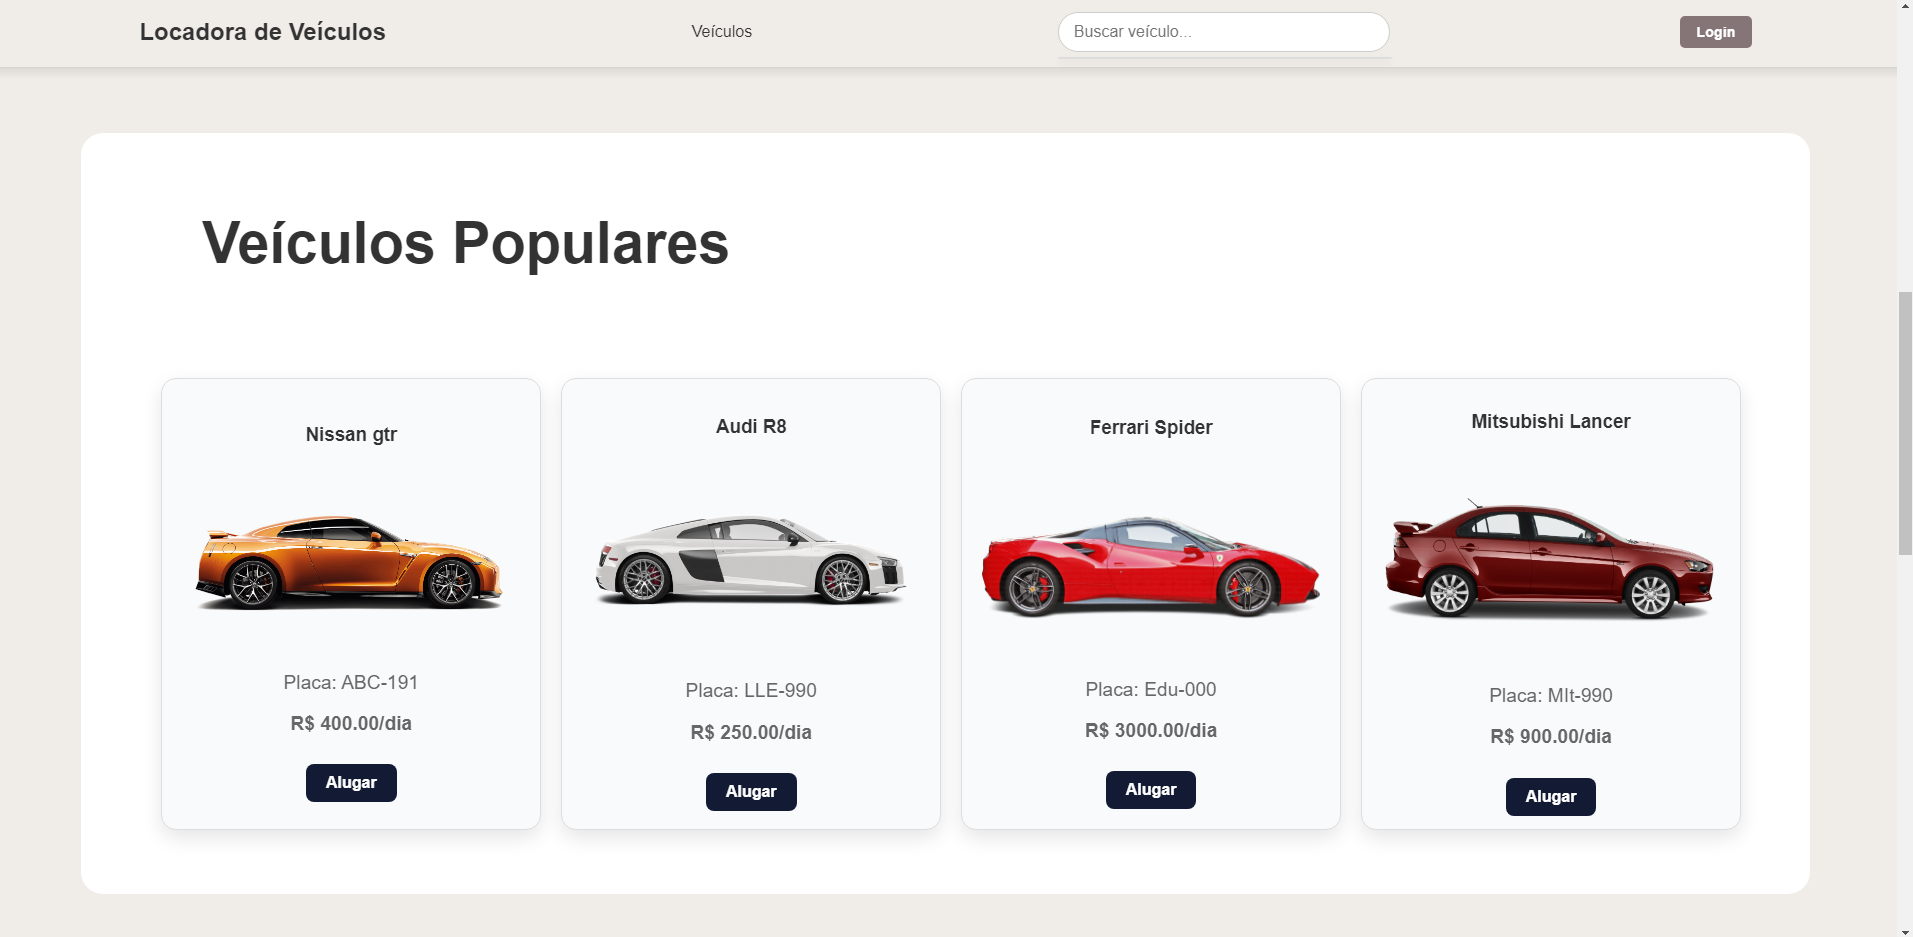 Locadora de Veículos
Veículos
Buscar veículo...
Login
Veículos Populares
Nissan gtr
Placa: ABC-191
R$ 400.00/dia
Alugar
Audi R8
Placa: LLE-990
R$ 250.00/dia
Alugar
Ferrari Spider
Placa: Edu-000
R$ 3000.00/dia
Alugar
Mitsubishi Lancer
Placa: MIt-990
R$ 900.00/dia
Alugar